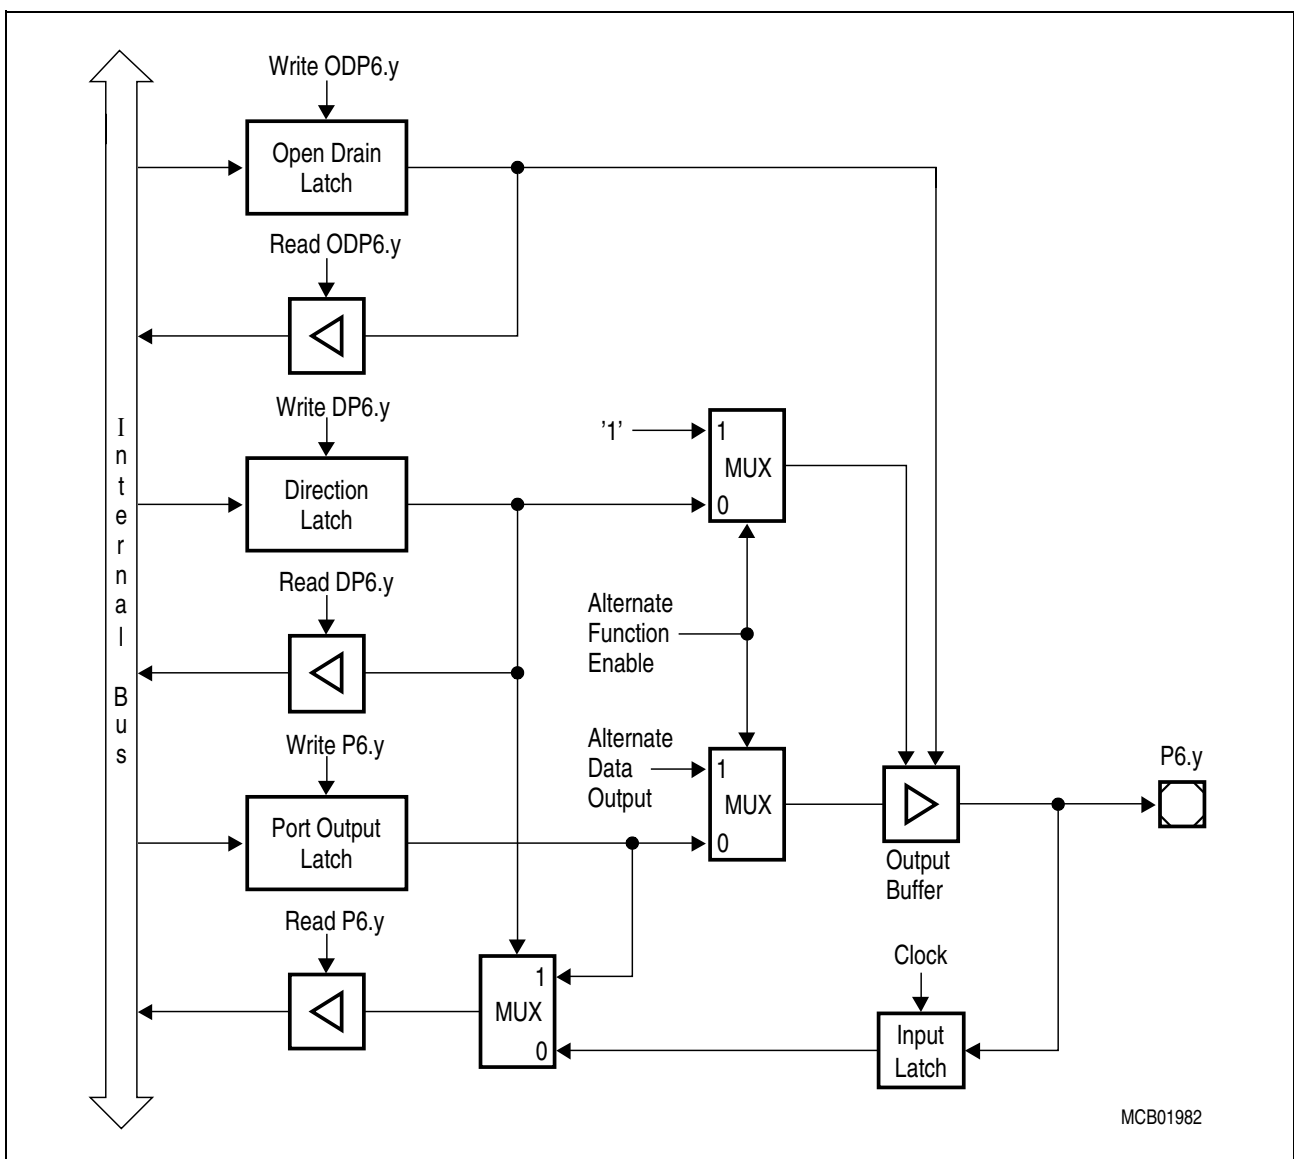 Write ODP6.y
Open Drain
Latch
Read ODP6.y
Write DP6.y
'1'
1
MUX
0
Direction
Latch
Read DP6.y
Alternate
Function
Enable
Internal Bus
Write P6.y
Alternate
Data
Output
1
MUX
0
P6.y
Port Output
Latch
Output
Buffer
Read P6.y
Clock
1
MUX
0
Input
Latch
MCB01982